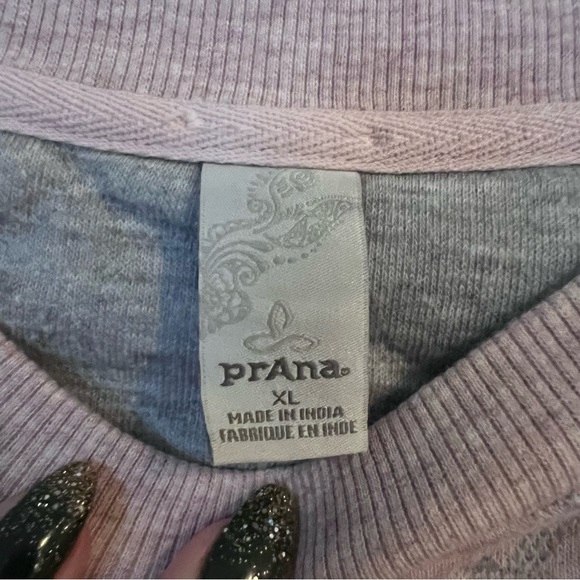 prAna
XL
MADE IN INDIA
FABRIQUE EN INDE